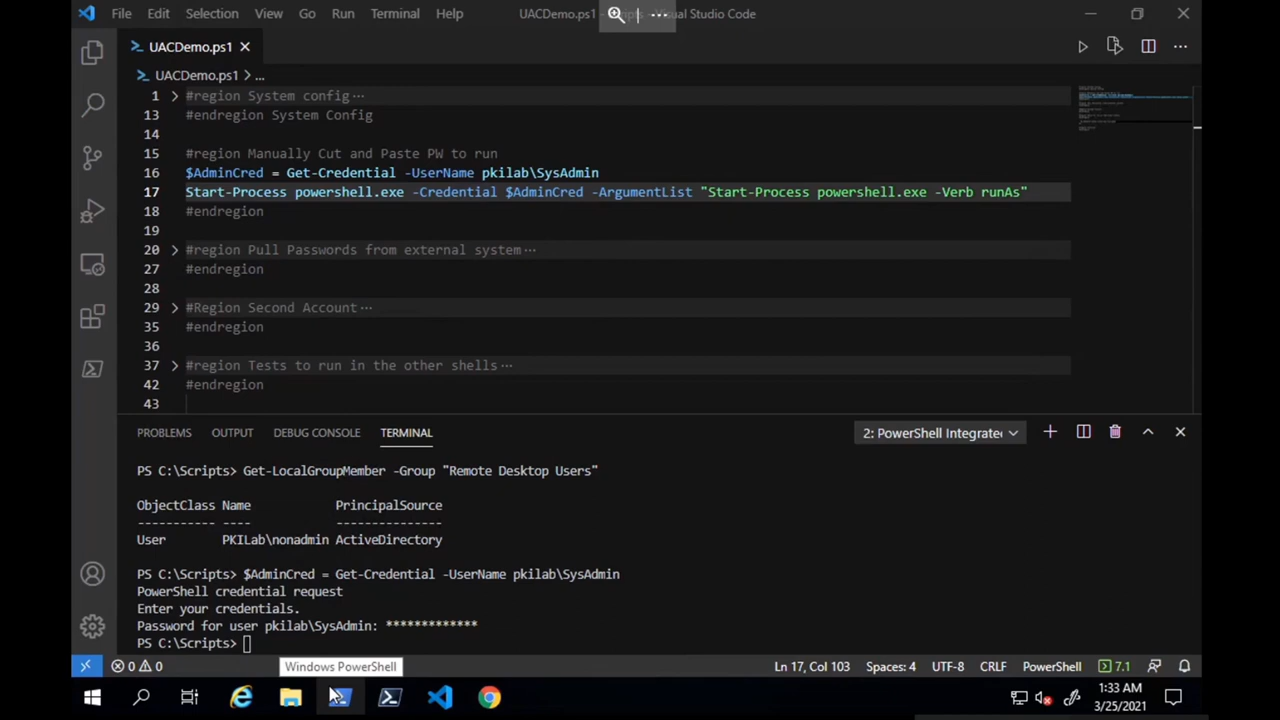 File Edit Selection View Go Run Terminal Help UACDemo.ps1 - Scripts - Visual Studio Code
UACDemo.ps1
UACDemo.ps1 > ...
1 #region System config ...
13 #endregion System Config
14
15 #region Manually Cut and Paste PW to run
16 $AdminCred = Get-Credential -UserName pkilab\SysAdmin
17 Start-Process powershell.exe -Credential $AdminCred -ArgumentList "Start-Process powershell.exe -Verb runAs"
18 #endregion
19
20 #region Pull Passwords from external system ...
27 #endregion
28
29 #Region Second Account ...
35 #endregion
36
37 #region Tests to run in the other shells ...
42 #endregion
43
PROBLEMS OUTPUT DEBUG CONSOLE TERMINAL 2: PowerShell Integrate
PS C:\Scripts> Get-LocalGroupMember -Group "Remote Desktop Users"
ObjectClass Name PrincipalSource
----------- ---- ---------------
User PKILab\nonadmin ActiveDirectory
PS C:\Scripts> $AdminCred = Get-Credential -UserName pkilab\SysAdmin
PowerShell credential request
Enter your credentials.
Password for user pkilab\SysAdmin: *************
PS C:\Scripts>
0 0 Windows PowerShell Ln 17, Col 103 Spaces: 4 UTF-8 CRLF PowerShell 7.1
1:33 AM
3/25/2021